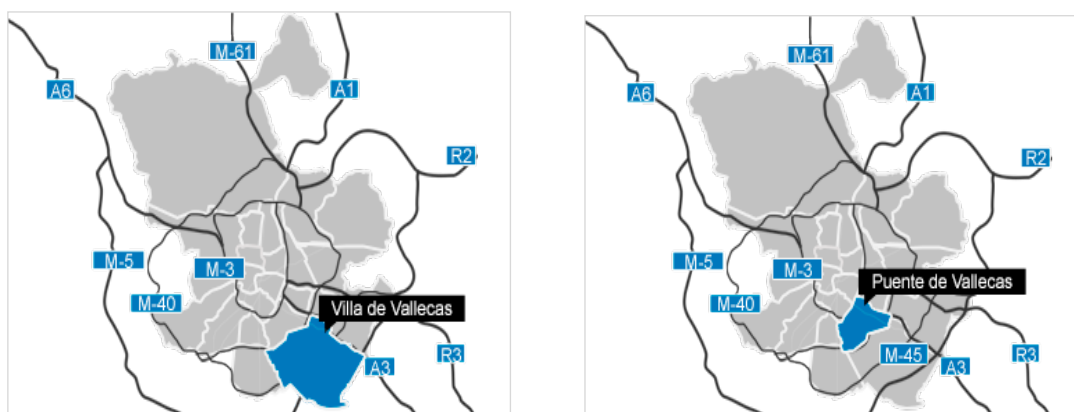 M-61
A6
A1
R2
M-5
M-3
M-40
Villa de Vallecas
A3
R3
M-61
A6
A1
R2
M-5
M-3
Puente de Vallecas
M-40
M-45
A3
R3